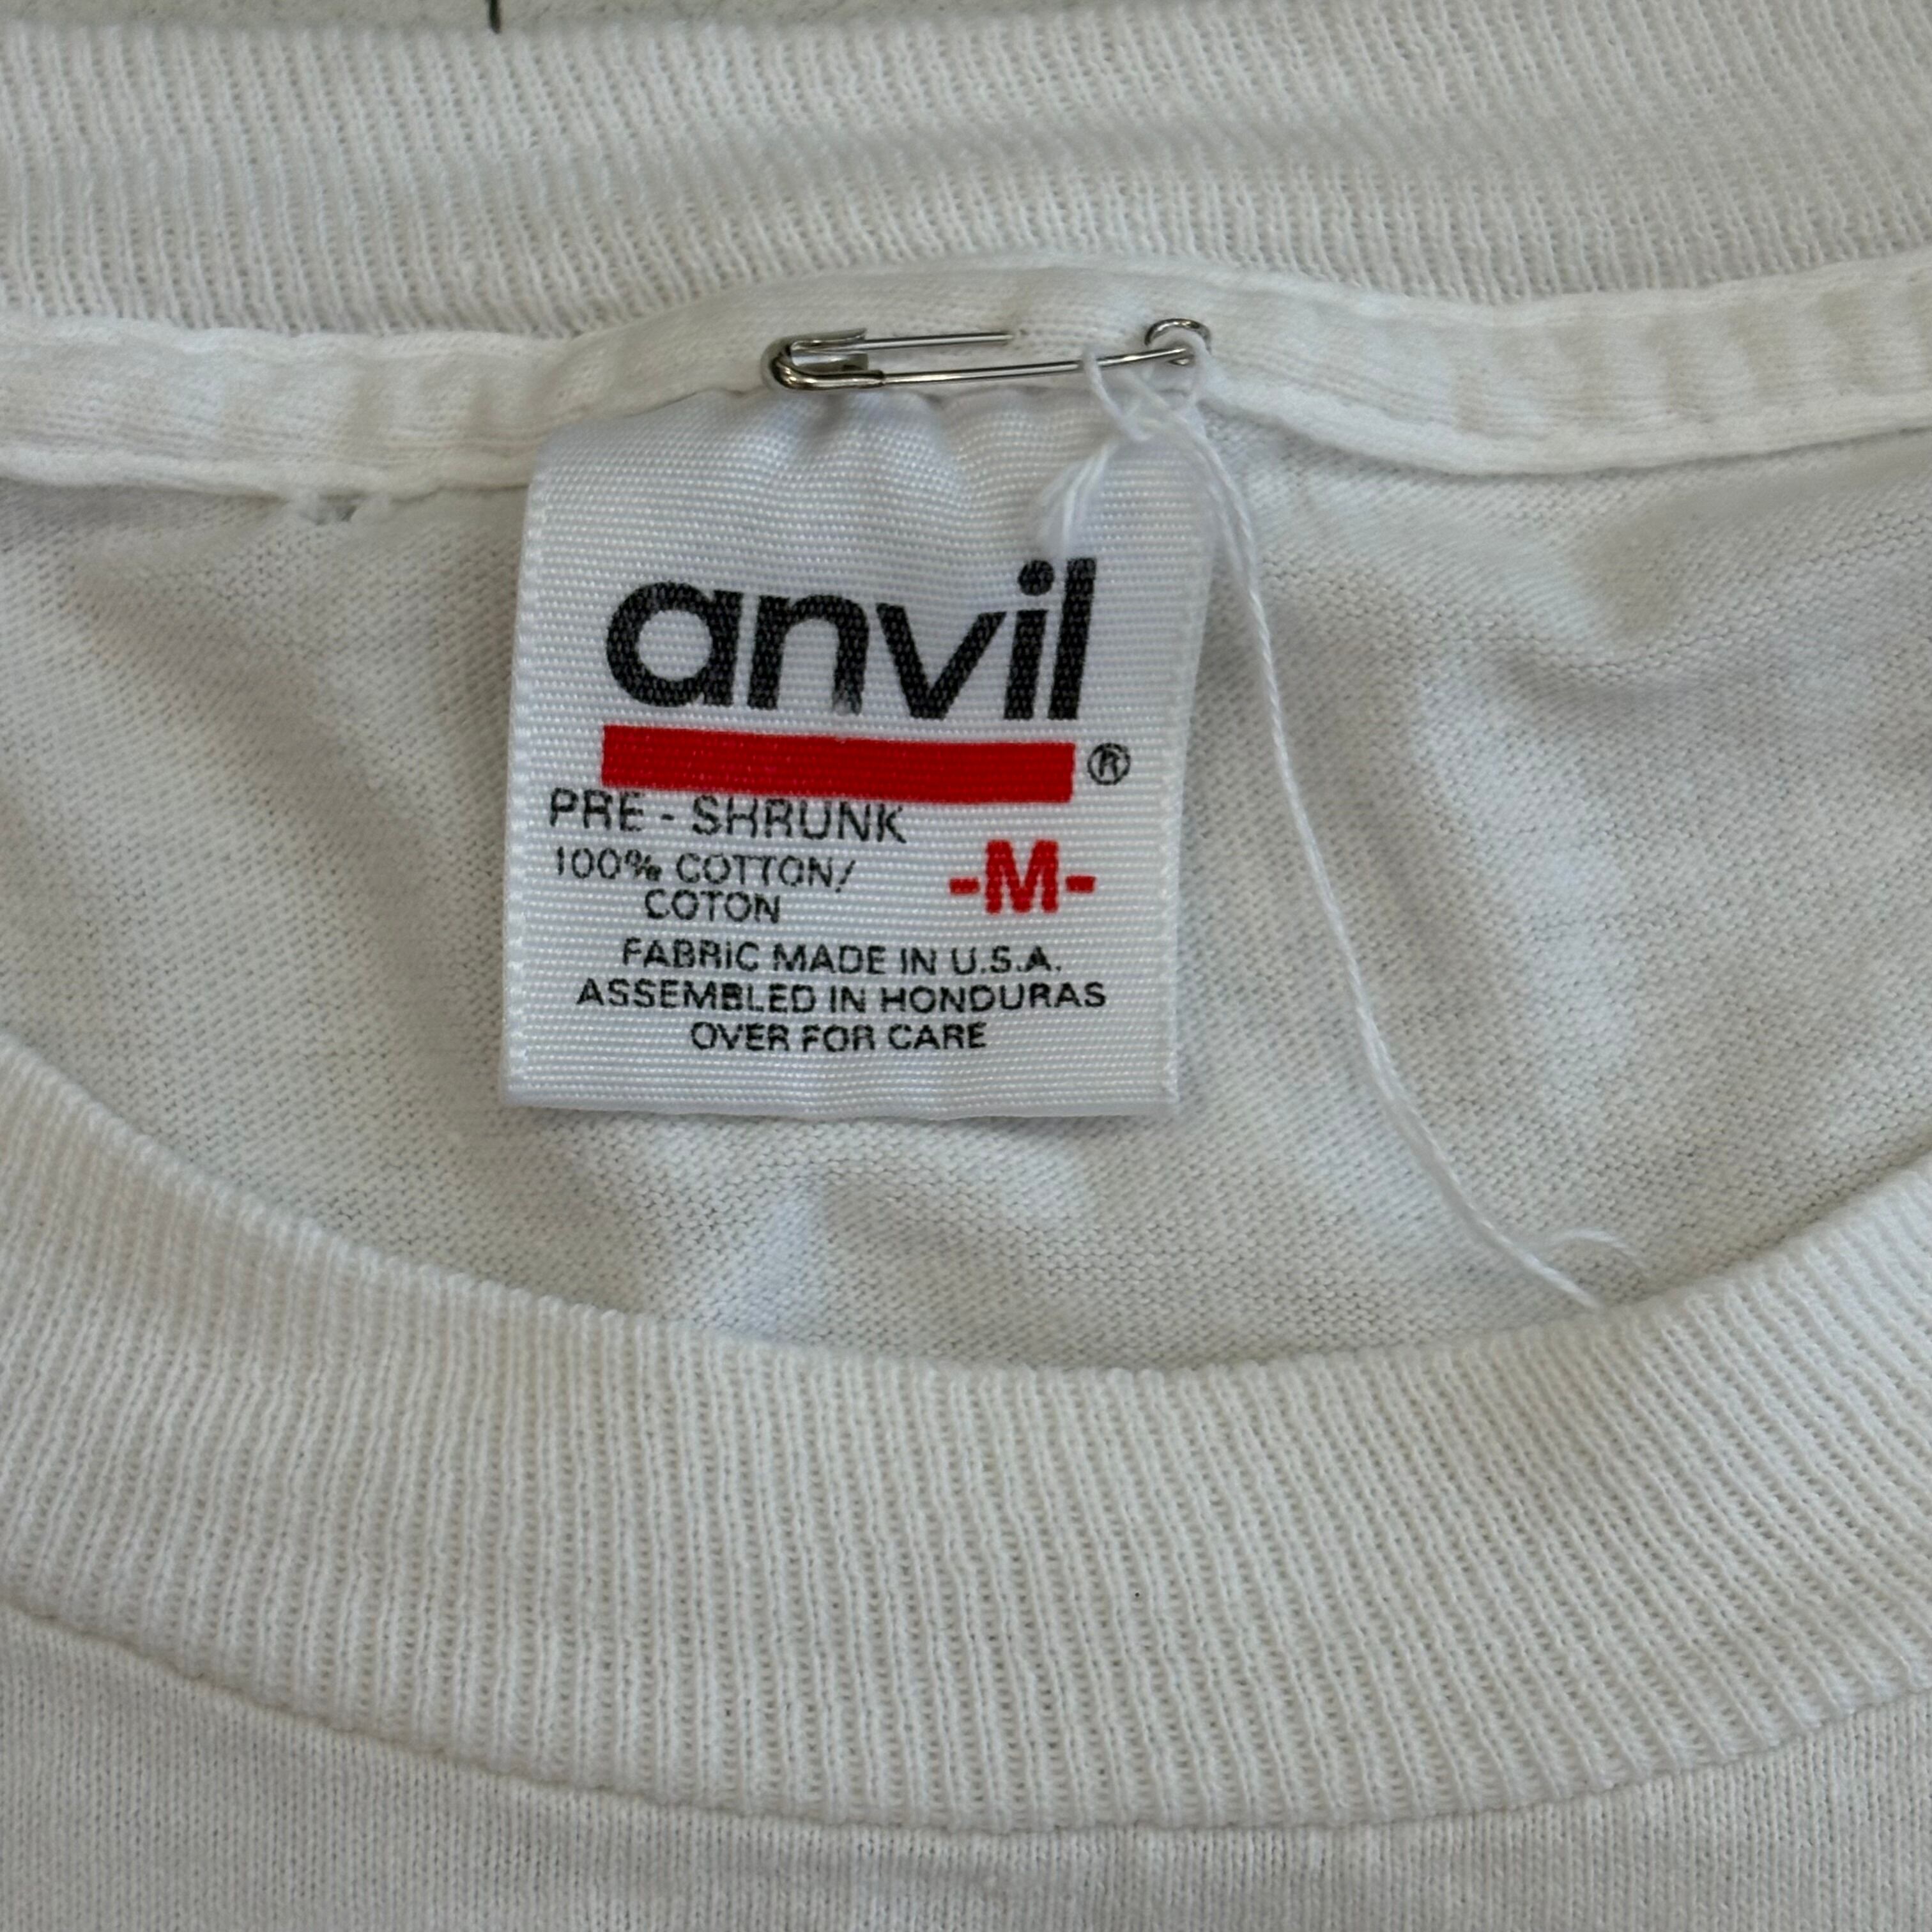 anvil
®
PRE - SHRUNK
100% COTTON/
COTON
-M-
FABRIC MADE IN U.S.A.
ASSEMBLED IN HONDURAS
OVER FOR CARE